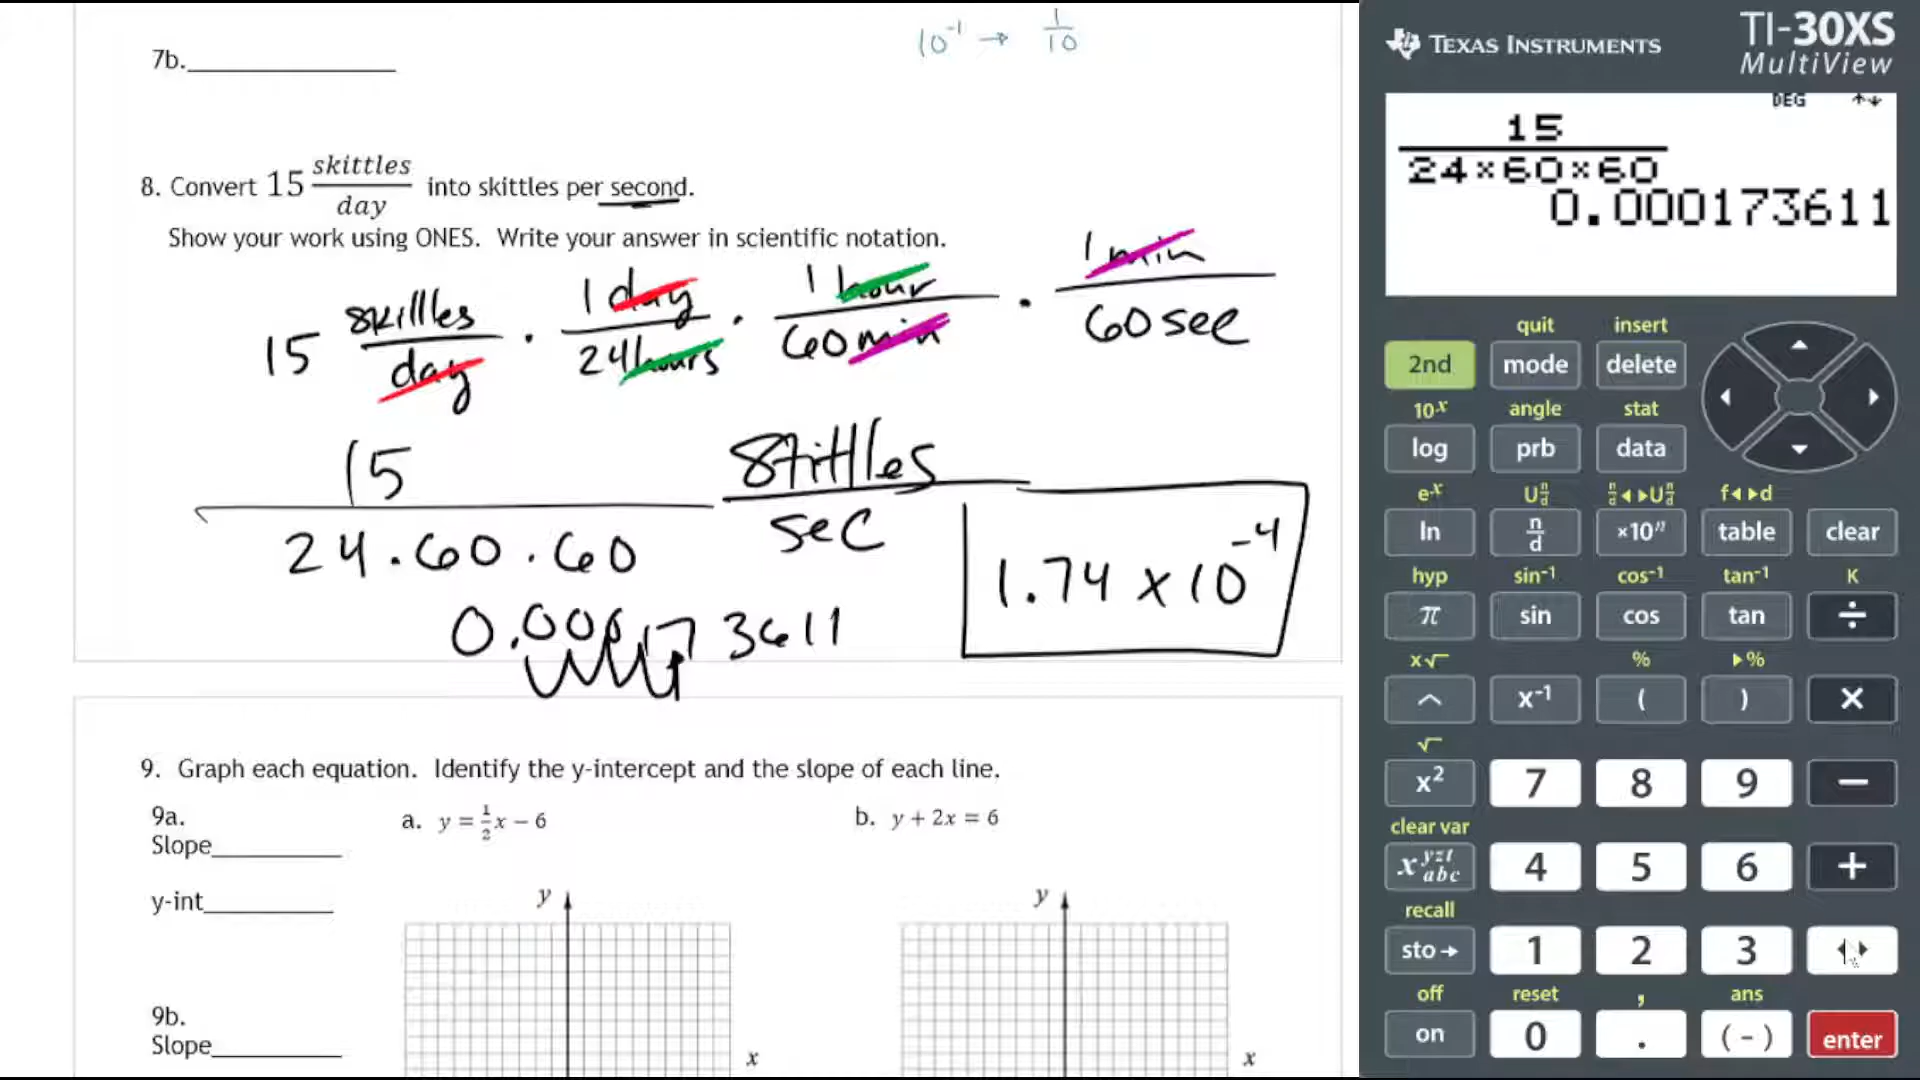 10⁻¹ → 1/10
7b.
8. Convert 15 skittles/day into skittles per second.
Show your work using ONES.  Write your answer in scientific notation.
15 skillles/day · 1 day/24 hours · 1 hour/60 min · 1 min/60 sec
15/24 · 60 · 60 skittles/sec
0.000173611
1.74 x 10⁻⁴
9.  Graph each equation.  Identify the y-intercept and the slope of each line.
9a.
Slope
y-int
a.  y = 1/2 x − 6
b.  y + 2x = 6
y
y
x
x
9b.
Slope
TEXAS INSTRUMENTS
TI-30XS
MultiView
DEG
15
24×60×60
0.000173611
quit insert
2nd mode delete
10ˣ angle stat
log prb data
eˣ U n/d n/d ◄►U n/d f◄►d
ln n/d ×10ⁿ table clear
hyp sin⁻¹ cos⁻¹ tan⁻¹ K
π sin cos tan ÷
x√ % ►%
^ x⁻¹ ( ) ×
√
x² 7 8 9 −
clear var
x yzt abc 4 5 6 +
recall
sto→ 1 2 3 ◄►
off reset , ans
on 0 . (-) enter